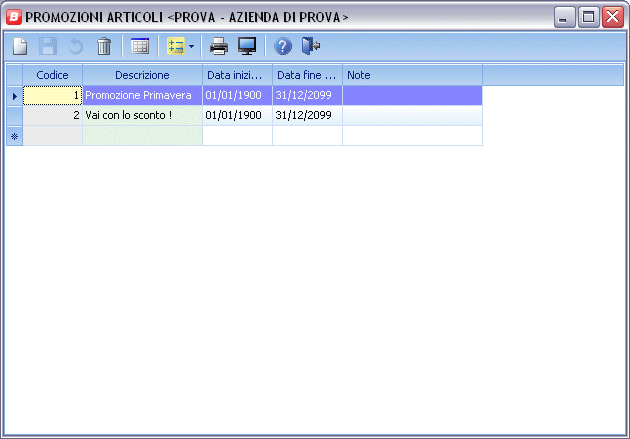 B PROMOZIONI ARTICOLI <PROVA - AZIENDA DI PROVA>
Codice Descrizione Data inizi... Data fine ... Note
1 Promozione Primavera 01/01/1900 31/12/2099
2 Vai con lo sconto ! 01/01/1900 31/12/2099